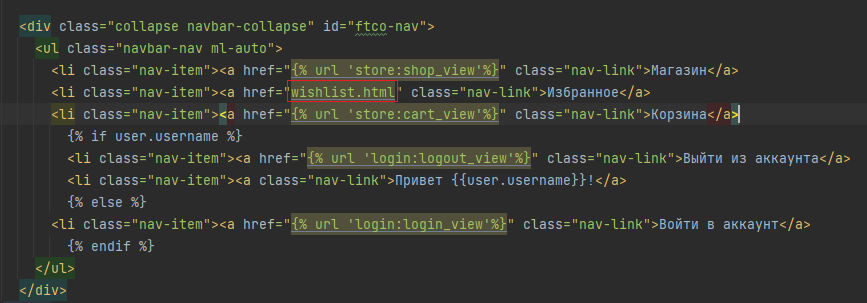 <div class="collapse navbar-collapse" id="ftco-nav">
<ul class="navbar-nav ml-auto">
<li class="nav-item"><a href="{% url 'store:shop_view'%}" class="nav-link">Магазин</a>
<li class="nav-item"><a href="wishlist.html" class="nav-link">Избранное</a>
<li class="nav-item"><a href="{% url 'store:cart_view'%}" class="nav-link">Корзина</a>
{% if user.username %}
<li class="nav-item"><a href="{% url 'login:logout_view'%}" class="nav-link">Выйти из аккаунта</a>
<li class="nav-item"><a class="nav-link">Привет {{user.username}}!</a>
{% else %}
<li class="nav-item"><a href="{% url 'login:login_view'%}" class="nav-link">Войти в аккаунт</a>
{% endif %}
</ul>
</div>